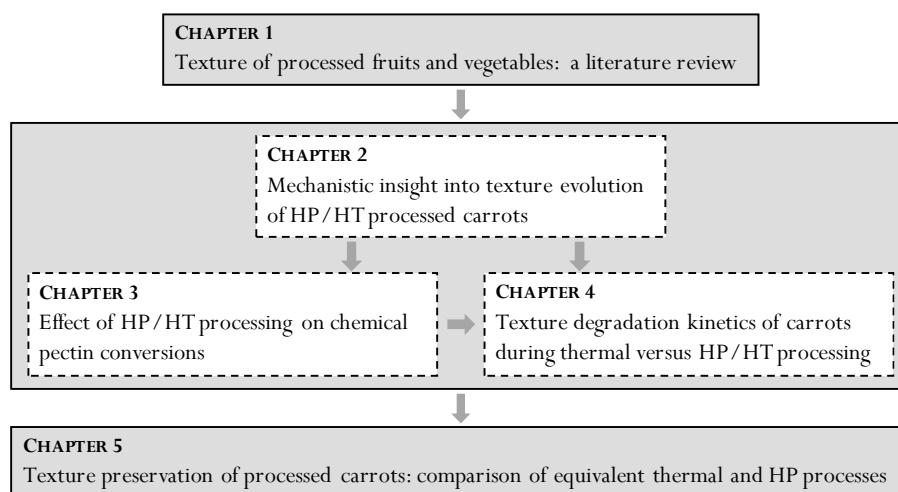 CHAPTER 1
Texture of processed fruits and vegetables: a literature review
CHAPTER 2
Mechanistic insight into texture evolution
of HP/HT processed carrots
CHAPTER 3
Effect of HP/HT processing on chemical
pectin conversions
CHAPTER 4
Texture degradation kinetics of carrots
during thermal versus HP/HT processing
CHAPTER 5
Texture preservation of processed carrots: comparison of equivalent thermal and HP processes